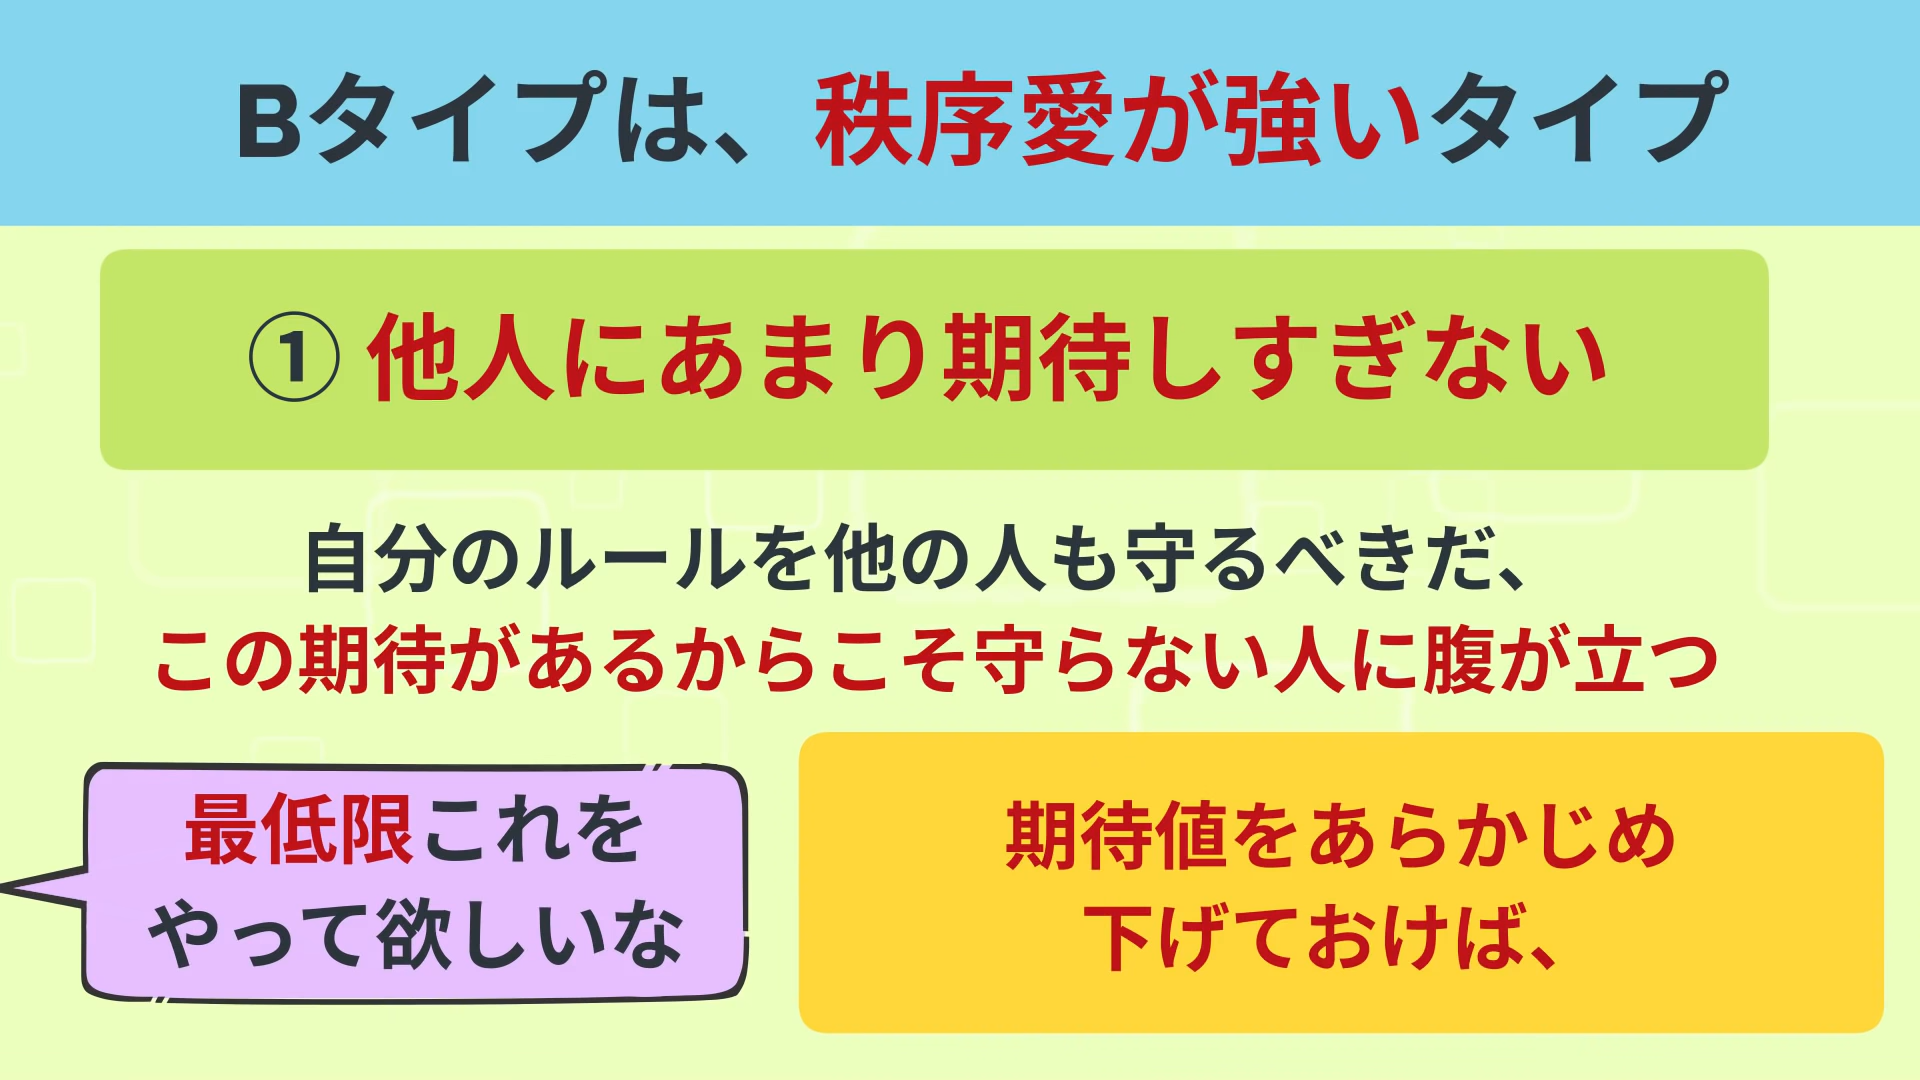 Bタイプは、秩序愛が強いタイプ
① 他人にあまり期待しすぎない
自分のルールを他の人も守るべきだ、
この期待があるからこそ守らない人に腹が立つ
最低限これを
やって欲しいな
期待値をあらかじめ
下げておけば、